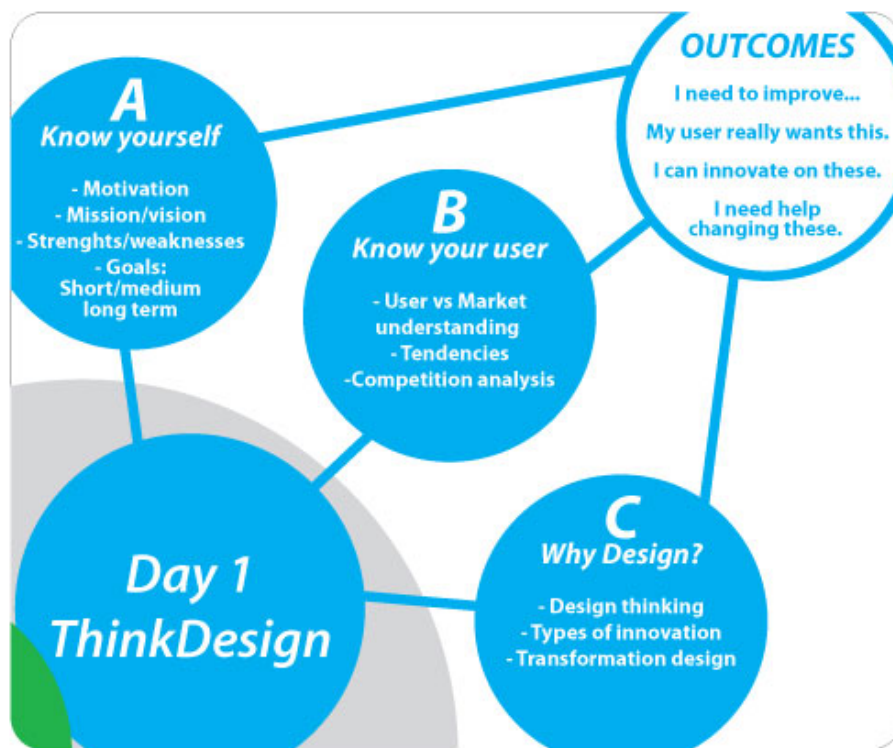 A
Know yourself
- Motivation
- Mission/vision
- Strenghts/weaknesses
- Goals:
Short/medium
long term
B
Know your user
- User vs Market
understanding
- Tendencies
-Competition analysis
OUTCOMES
I need to improve...
My user really wants this.
I can innovate on these.
I need help
changing these.
Day 1
ThinkDesign
C
Why Design?
- Design thinking
- Types of innovation
- Transformation design